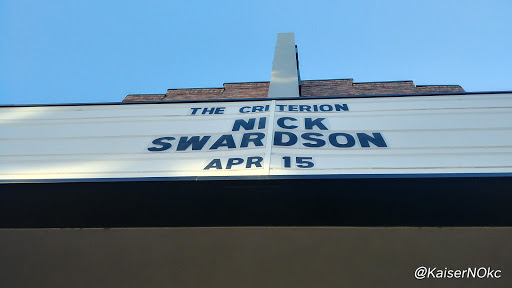 THE CRITERION
NICK
SWARDSON
APR 15
@KaiserNOkc